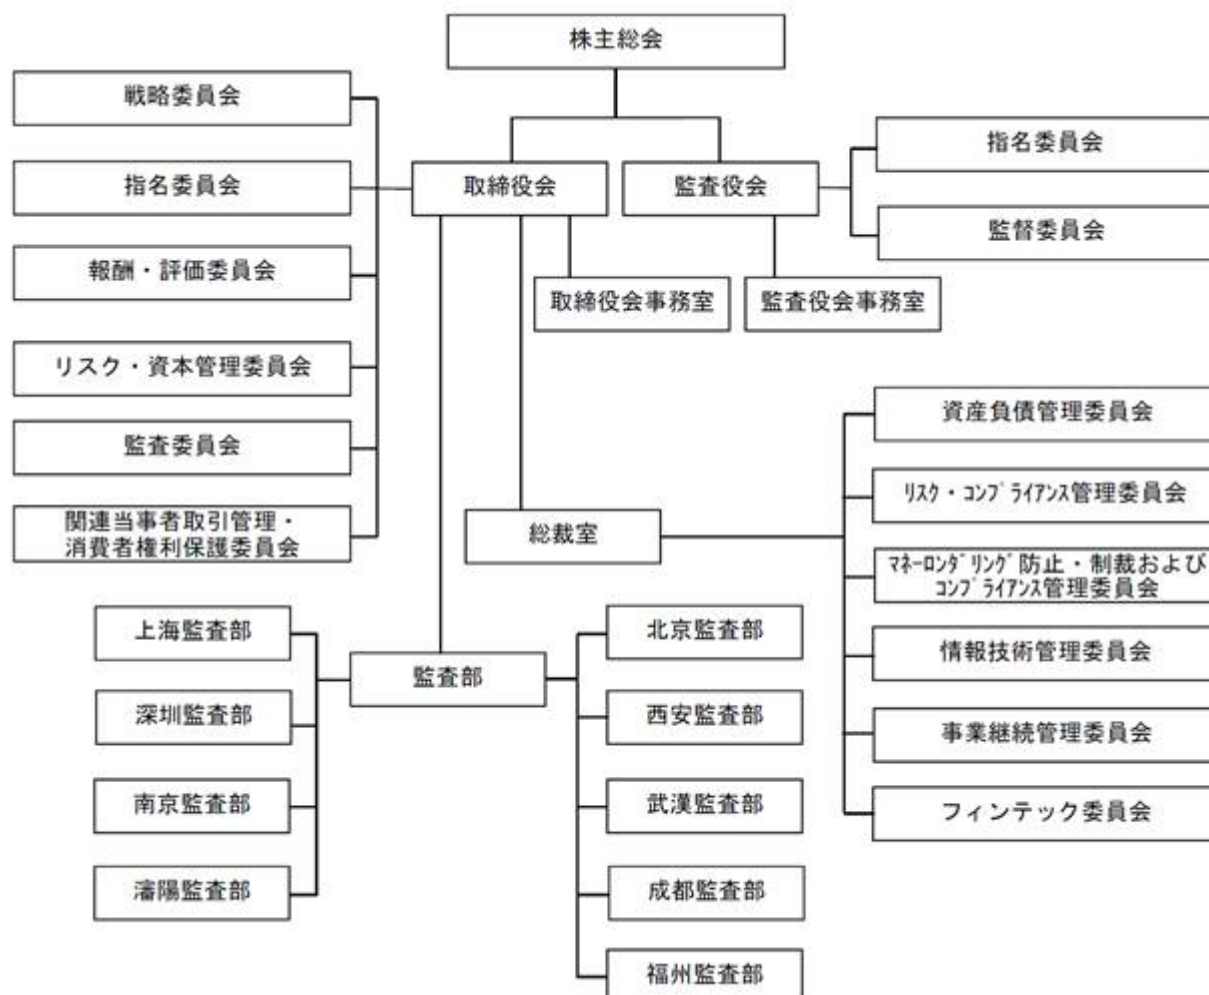 株主総会
戦略委員会
指名委員会
報酬・評価委員会
リスク・資本管理委員会
監査委員会
関連当事者取引管理・
消費者権利保護委員会
取締役会
監査役会
指名委員会
監督委員会
取締役会事務室
監査役会事務室
総裁室
資産負債管理委員会
ﾘｽｸ・ｺﾝﾌﾟﾗｲｱﾝｽ管理委員会
ﾏﾈｰﾛﾝﾀﾞﾘﾝｸﾞ防止・制裁および
ｺﾝﾌﾟﾗｲｱﾝｽ管理委員会
情報技術管理委員会
事業継続管理委員会
フィンテック委員会
監査部
上海監査部
深圳監査部
南京監査部
瀋陽監査部
北京監査部
西安監査部
武漢監査部
成都監査部
福州監査部